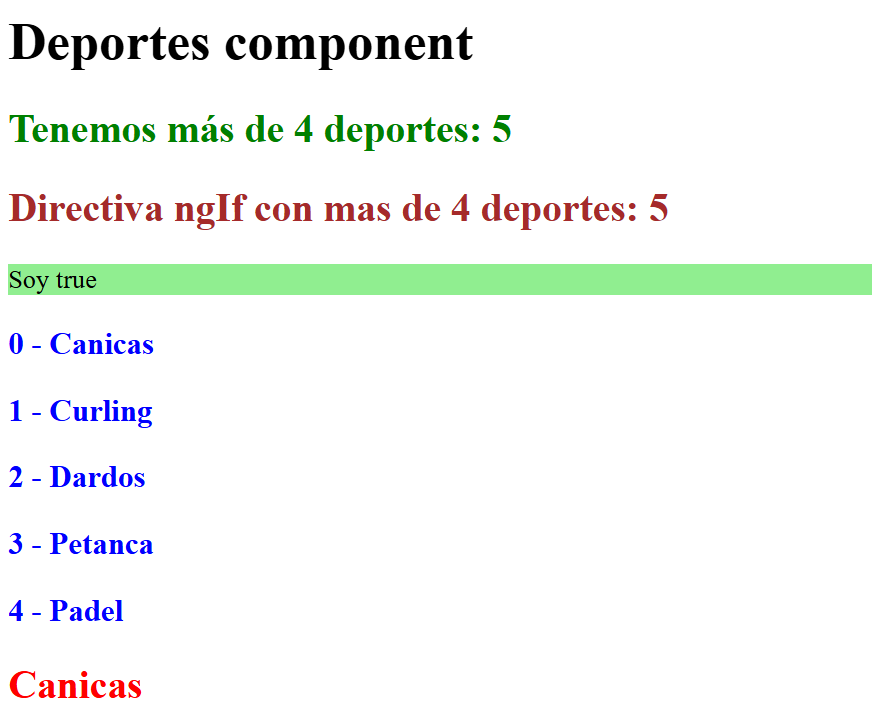 Deportes component
Tenemos más de 4 deportes: 5
Directiva ngIf con mas de 4 deportes: 5
Soy true
0 - Canicas
1 - Curling
2 - Dardos
3 - Petanca
4 - Padel
Canicas